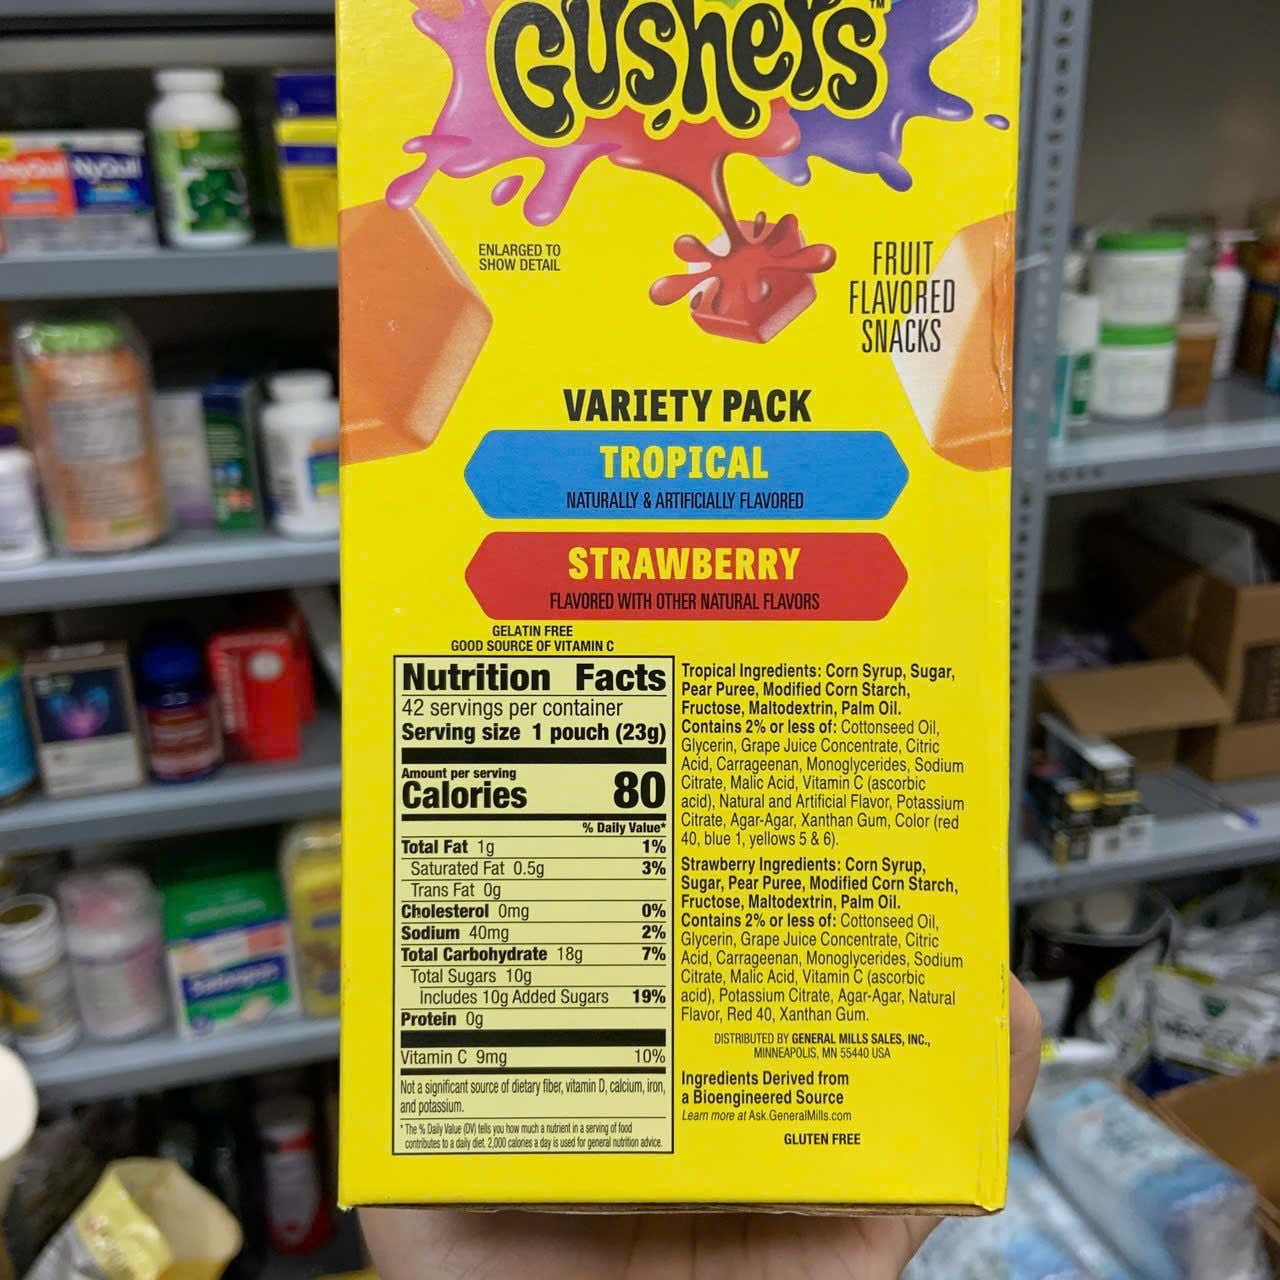 Gushers™
ENLARGED TO
SHOW DETAIL
FRUIT
FLAVORED
SNACKS
VARIETY PACK
TROPICAL
NATURALLY & ARTIFICIALLY FLAVORED
STRAWBERRY
FLAVORED WITH OTHER NATURAL FLAVORS
GELATIN FREE
GOOD SOURCE OF VITAMIN C
Nutrition Facts
42 servings per container
Serving size 1 pouch (23g)
Amount per serving
Calories 80
% Daily Value*
Total Fat 1g 1%
Saturated Fat 0.5g 3%
Trans Fat 0g
Cholesterol 0mg 0%
Sodium 40mg 2%
Total Carbohydrate 18g 7%
Total Sugars 10g
Includes 10g Added Sugars 19%
Protein 0g
Vitamin C 9mg 10%
Not a significant source of dietary fiber, vitamin D, calcium, iron,
and potassium.
* The % Daily Value (DV) tells you how much a nutrient in a serving of food
contributes to a daily diet. 2,000 calories a day is used for general nutrition advice.
Tropical Ingredients: Corn Syrup, Sugar,
Pear Puree, Modified Corn Starch,
Fructose, Maltodextrin, Palm Oil.
Contains 2% or less of: Cottonseed Oil,
Glycerin, Grape Juice Concentrate, Citric
Acid, Carrageenan, Monoglycerides, Sodium
Citrate, Malic Acid, Vitamin C (ascorbic
acid), Natural and Artificial Flavor, Potassium
Citrate, Agar-Agar, Xanthan Gum, Color (red
40, blue 1, yellows 5 & 6).
Strawberry Ingredients: Corn Syrup,
Sugar, Pear Puree, Modified Corn Starch,
Fructose, Maltodextrin, Palm Oil.
Contains 2% or less of: Cottonseed Oil,
Glycerin, Grape Juice Concentrate, Citric
Acid, Carrageenan, Monoglycerides, Sodium
Citrate, Malic Acid, Vitamin C (ascorbic
acid), Potassium Citrate, Agar-Agar, Natural
Flavor, Red 40, Xanthan Gum.
DISTRIBUTED BY GENERAL MILLS SALES, INC.,
MINNEAPOLIS, MN 55440 USA
Ingredients Derived from
a Bioengineered Source
Learn more at Ask.GeneralMills.com
GLUTEN FREE
DayQuil NyQuil